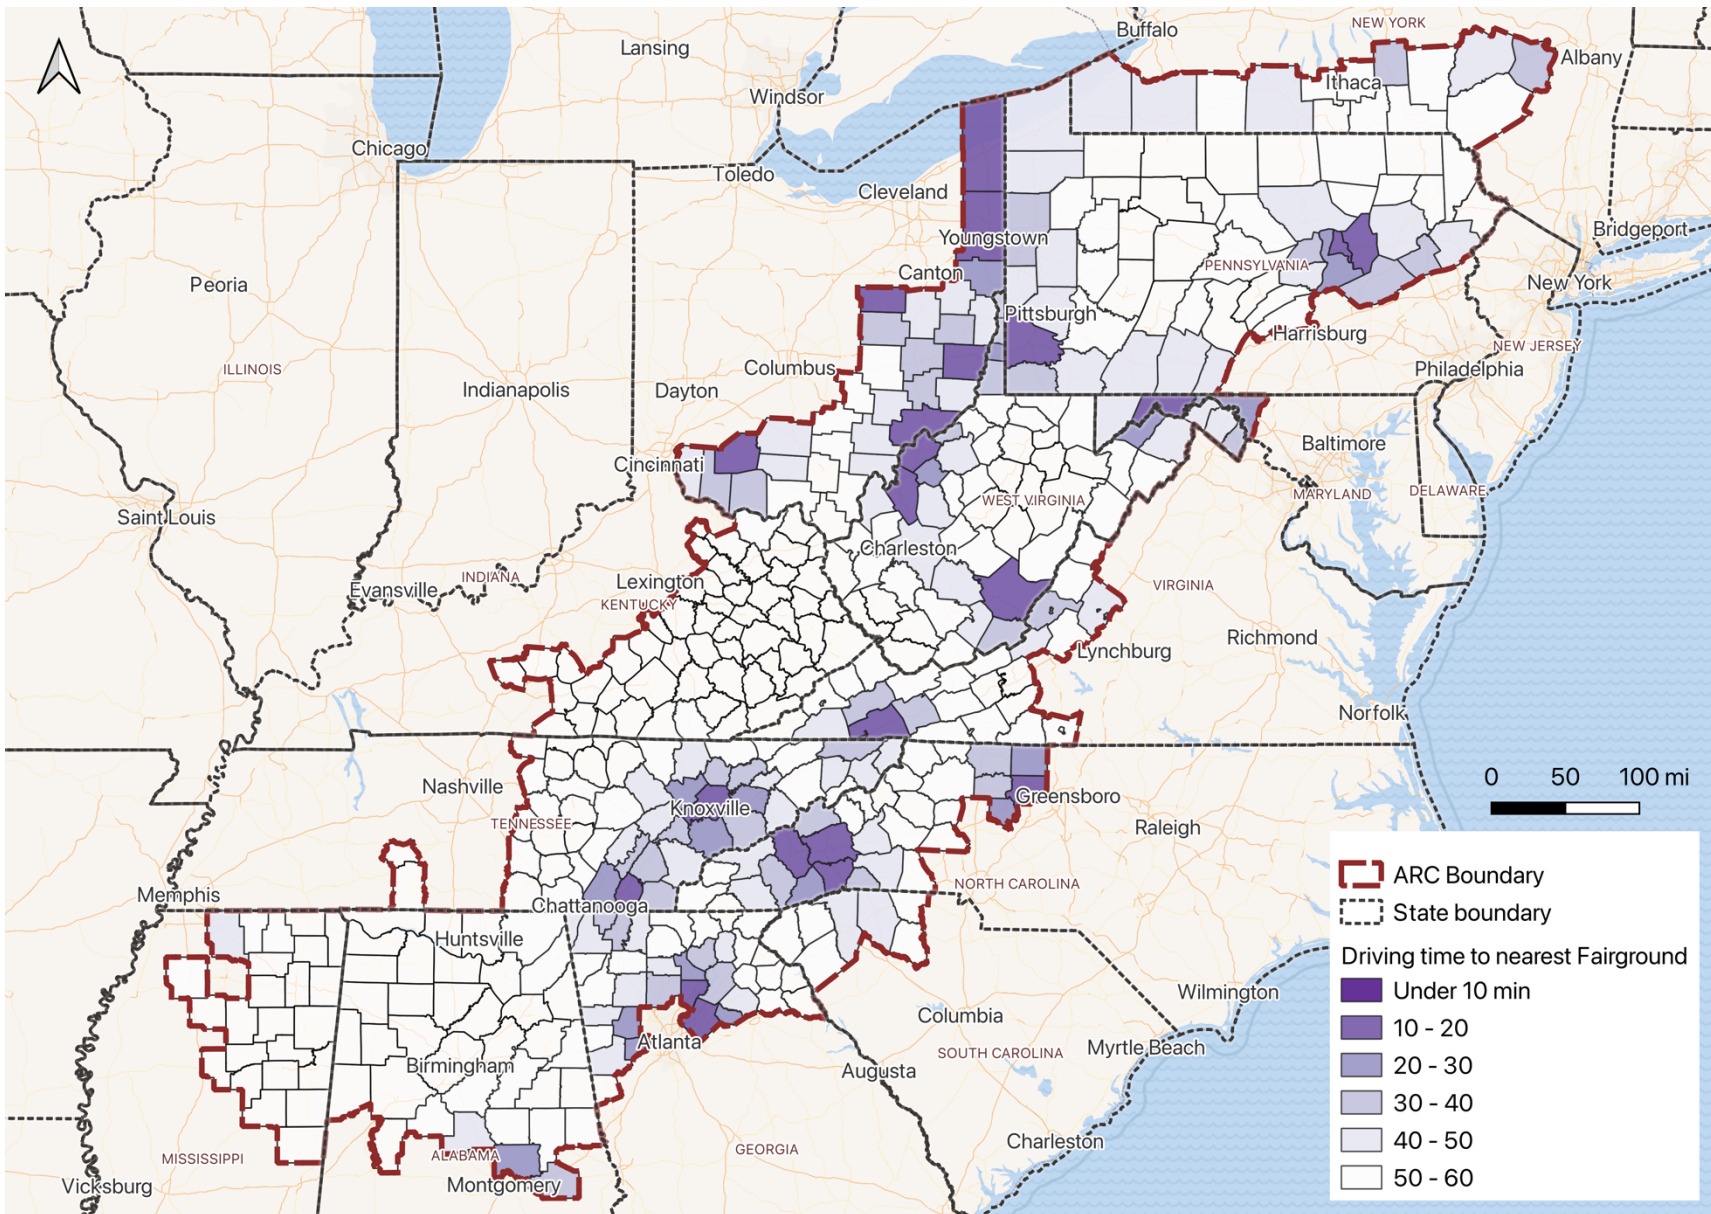 NEW YORK
Buffalo
Lansing
Albany
Ithaca
Windsor
Chicago
Toledo
Cleveland
Bridgeport
Youngstown
PENNSYLVANIA
Canton
New York
Peoria
Pittsburgh
Harrisburg
NEW JERSEY
Columbus
Philadelphia
ILLINOIS
Indianapolis
Dayton
Baltimore
Cincinnati
MARYLAND
DELAWARE
WEST VIRGINIA
Saint Louis
Charleston
INDIANA
Lexington
VIRGINIA
Evansville
KENTUCKY
Richmond
Lynchburg
Norfolk
0 50 100 mi
Nashville
Greensboro
Knoxville
TENNESSEE
Raleigh
Memphis
NORTH CAROLINA
Chattanooga
Huntsville
Wilmington
Columbia
Atlanta
SOUTH CAROLINA
Myrtle Beach
Birmingham
Augusta
Charleston
GEORGIA
ALABAMA
MISSISSIPPI
Vicksburg
Montgomery
ARC Boundary
State boundary
Driving time to nearest Fairground
Under 10 min
10 - 20
20 - 30
30 - 40
40 - 50
50 - 60